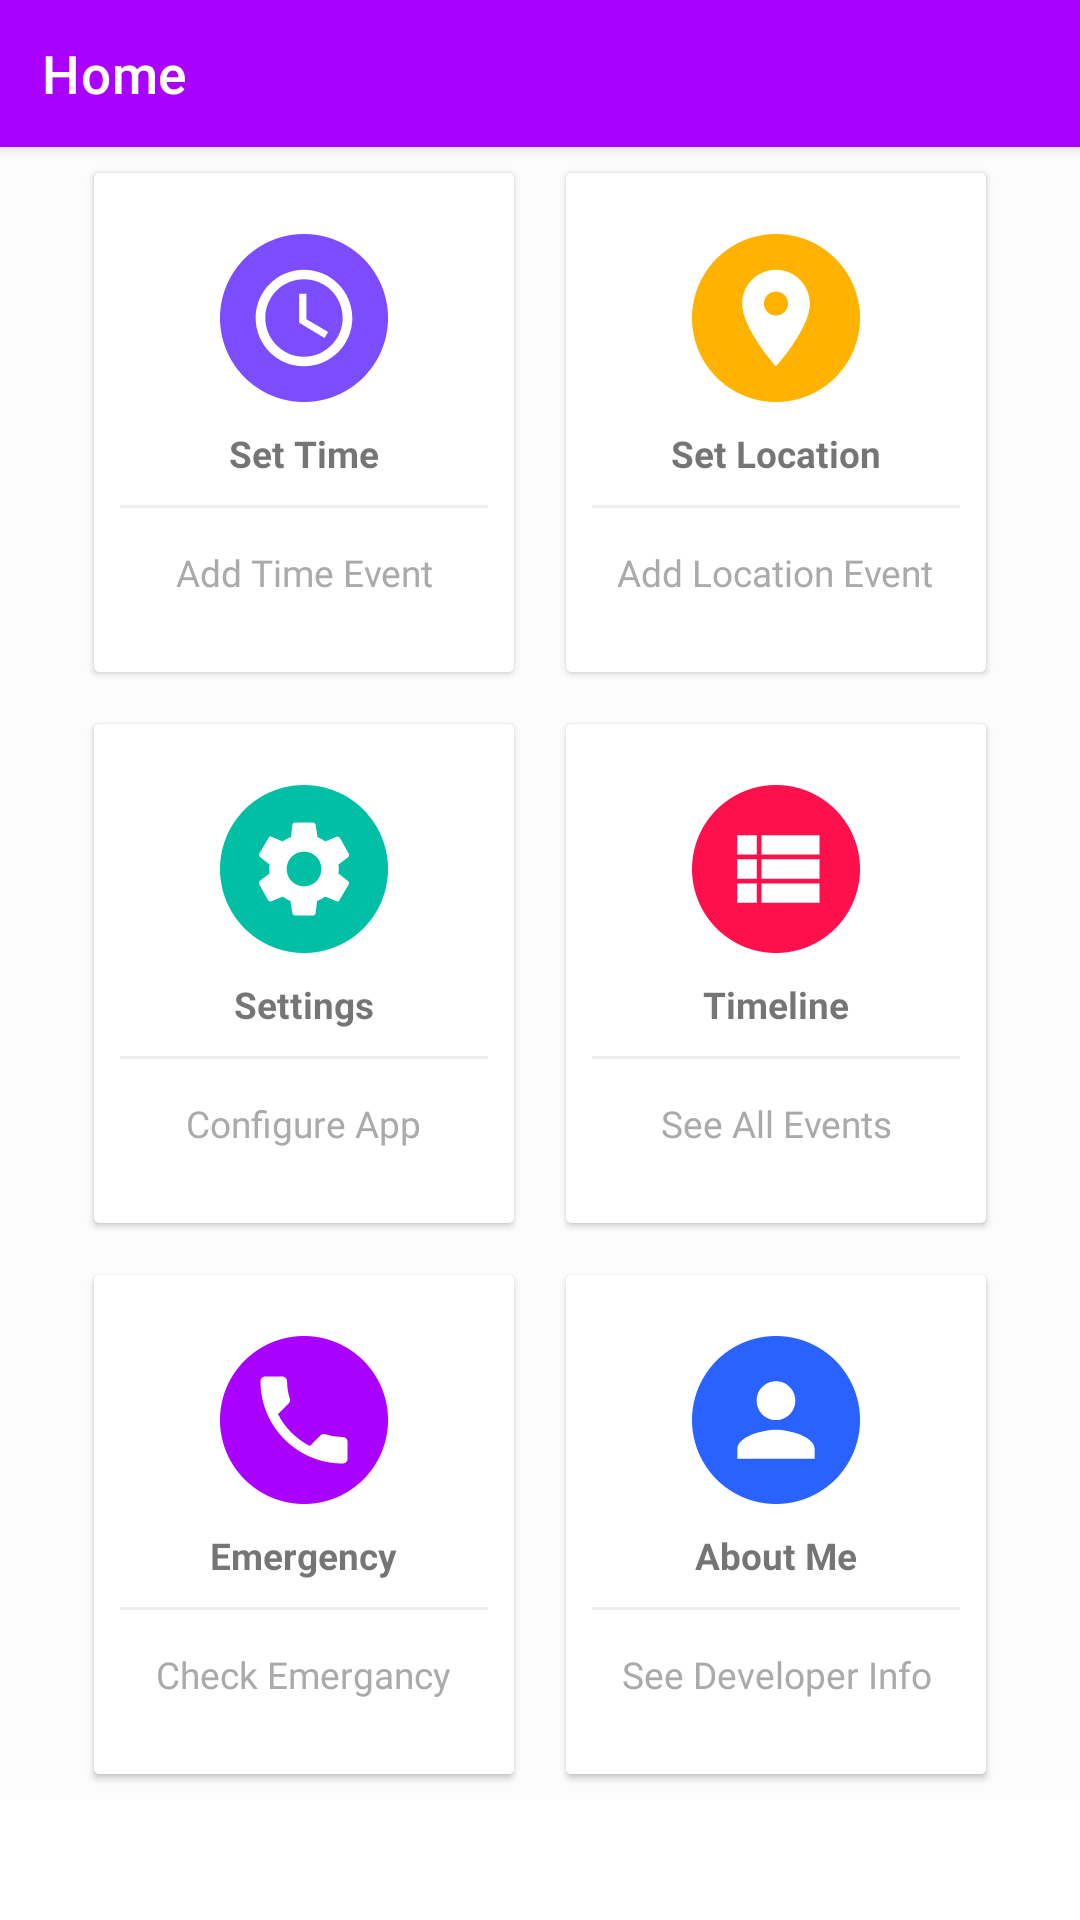 Home
Set Time
Add Time Event
Set Location
Add Location Event
Settings
Configure App
Timeline
See All Events
Emergency
Check Emergancy
About Me
See Developer Info